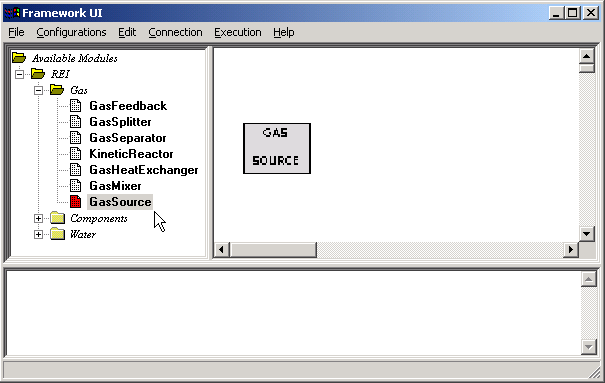 Framework UI
File Configurations Edit Connection Execution Help
Available Modules
REI
Gas
GasFeedback
GasSplitter
GasSeparator
KineticReactor
GasHeatExchanger
GasMixer
GasSource
Components
Water
GAS
SOURCE